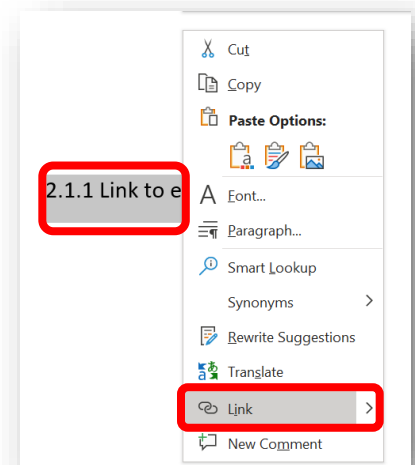 Cut
Copy
Paste Options:
2.1.1 Link to e
Font...
Paragraph...
Smart Lookup
Synonyms
Rewrite Suggestions
Translate
Link
New Comment